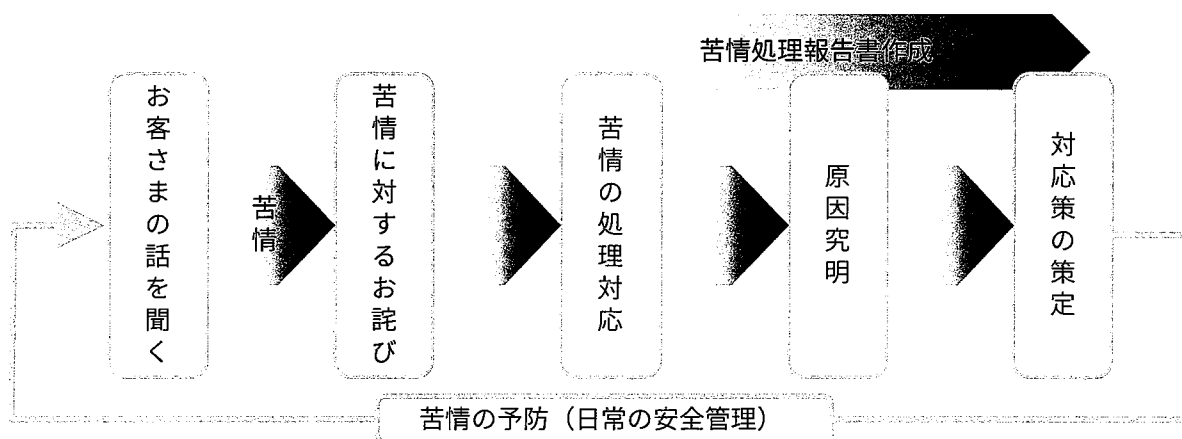 苦情処理報告書作成
お客さまの話を聞く
苦情
苦情に対するお詫び
苦情の処理対応
原因究明
対応策の策定
苦情の予防（日常の安全管理）